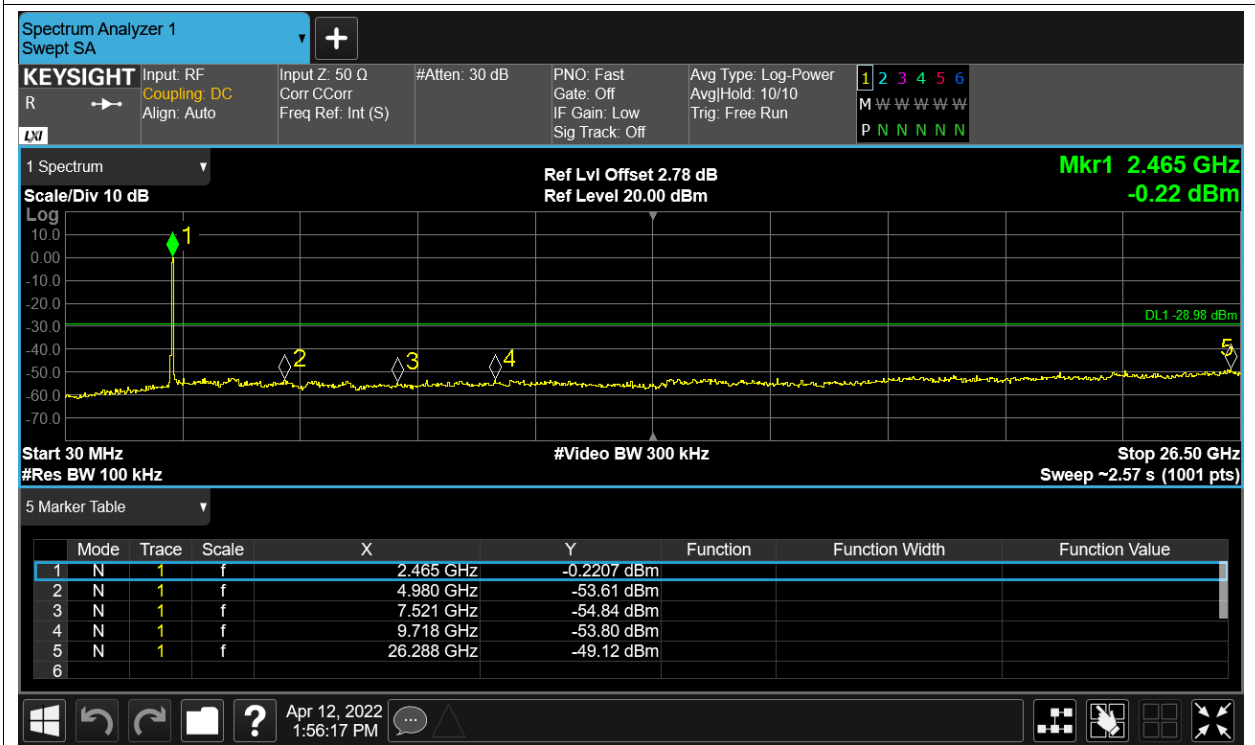 Spectrum Analyzer 1
Swept SA
+
KEYSIGHT Input: RF Input Z: 50 Ω #Atten: 30 dB PNO: Fast Avg Type: Log-Power 1 2 3 4 5 6
R Coupling: DC Corr CCorr Gate: Off Avg|Hold: 10/10 M W W W W W
Align: Auto Freq Ref: Int (S) IF Gain: Low Trig: Free Run
LXI Sig Track: Off P N N N N N
1 Spectrum Ref Lvl Offset 2.78 dB Mkr1 2.465 GHz
Scale/Div 10 dB Ref Level 20.00 dBm -0.22 dBm
Log
10.0 1
0.00
-10.0
-20.0
DL1 -28.98 dBm
-30.0
-40.0 2 3 4 5
-50.0
-60.0
-70.0
Start 30 MHz #Video BW 300 kHz Stop 26.50 GHz
#Res BW 100 kHz Sweep ~2.57 s (1001 pts)
5 Marker Table
Mode Trace Scale X Y Function Function Width Function Value
1 N 1 f 2.465 GHz -0.2207 dBm
2 N 1 f 4.980 GHz -53.61 dBm
3 N 1 f 7.521 GHz -54.84 dBm
4 N 1 f 9.718 GHz -53.80 dBm
5 N 1 f 26.288 GHz -49.12 dBm
6
? Apr 12, 2022
1:56:17 PM